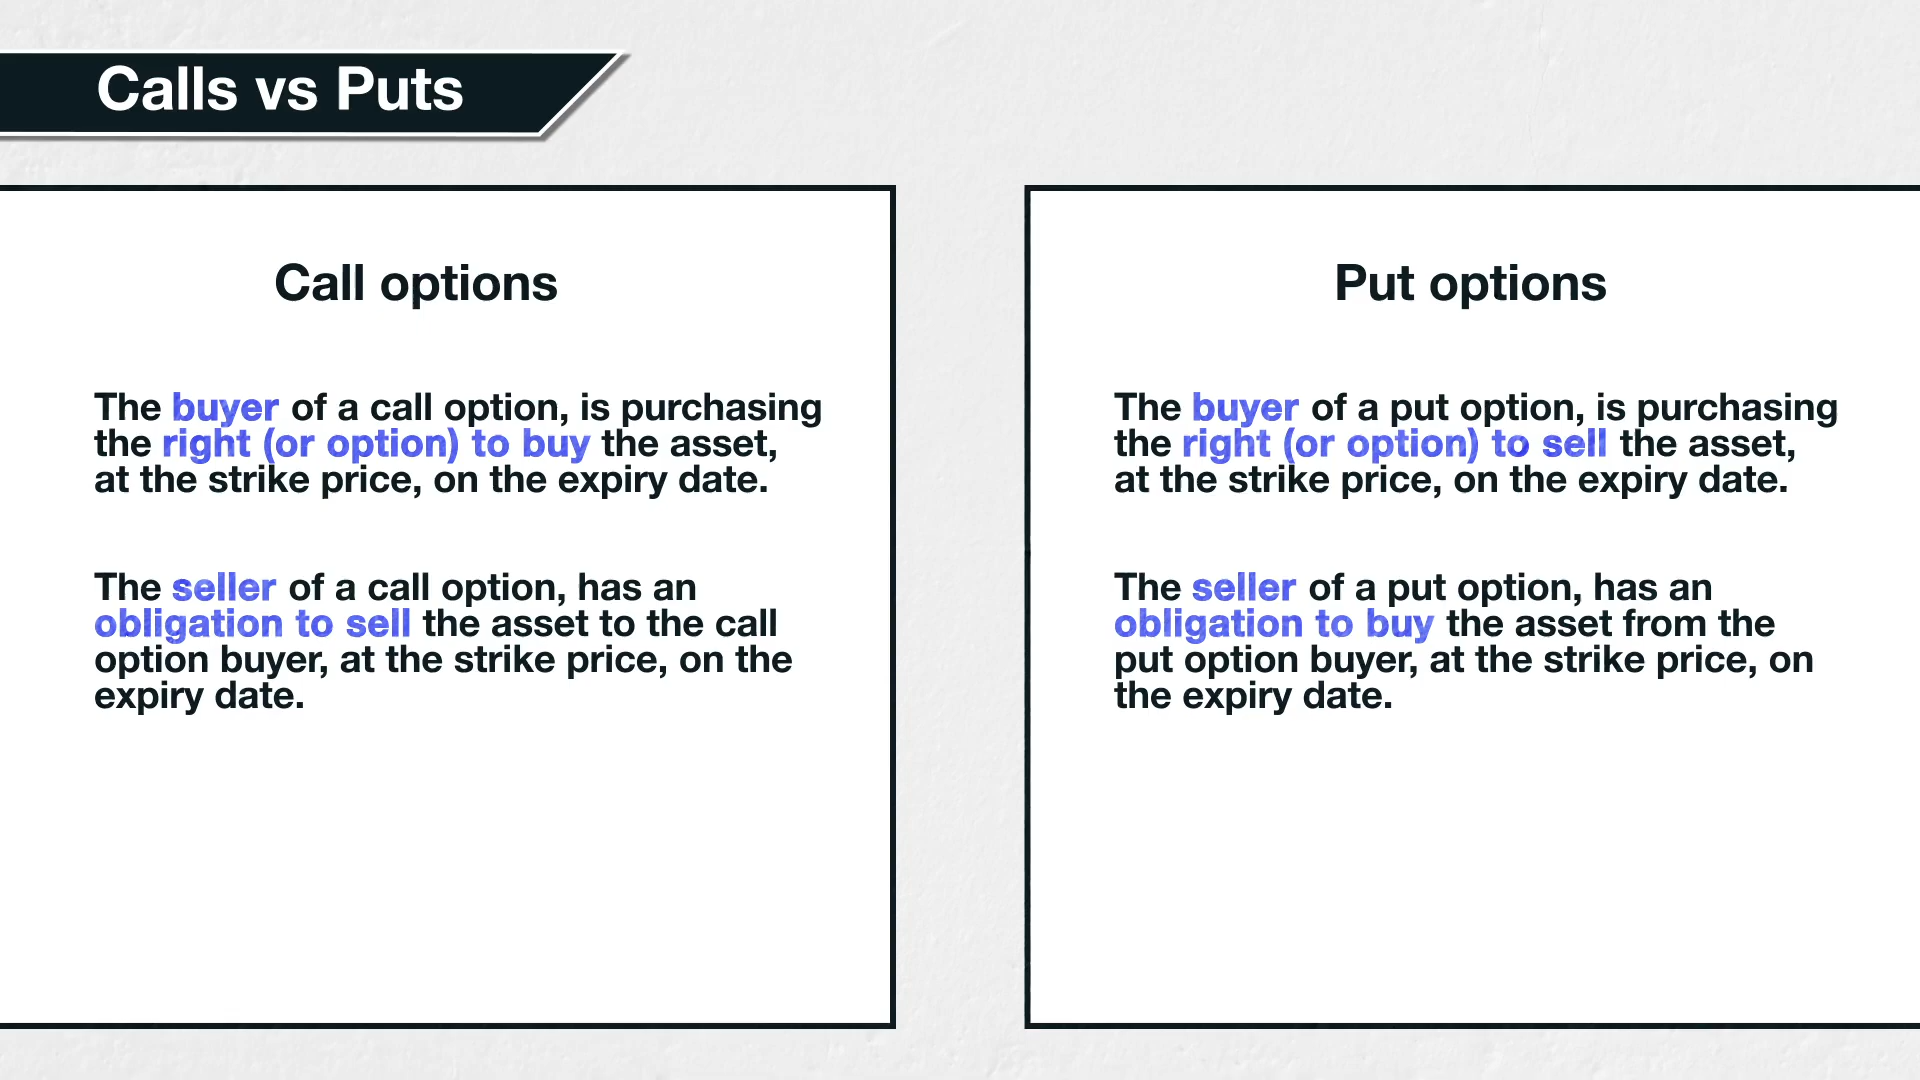 Calls vs Puts
Call options
The buyer of a call option, is purchasing
the right (or option) to buy the asset,
at the strike price, on the expiry date.
The seller of a call option, has an
obligation to sell the asset to the call
option buyer, at the strike price, on the
expiry date.
Put options
The buyer of a put option, is purchasing
the right (or option) to sell the asset,
at the strike price, on the expiry date.
The seller of a put option, has an
obligation to buy the asset from the
put option buyer, at the strike price, on
the expiry date.